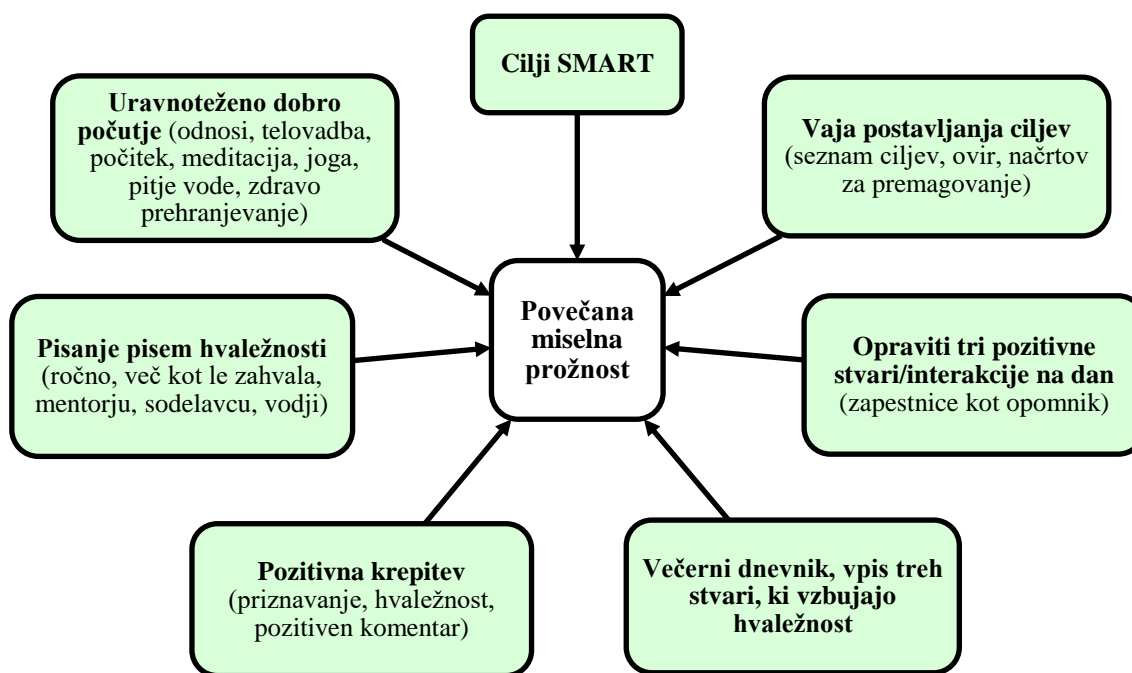 Cilji SMART
Uravnoteženo dobro
počutje (odnosi, telovadba,
počitek, meditacija, joga,
pitje vode, zdravo
prehranjevanje)
Vaja postavljanja ciljev
(seznam ciljev, ovir, načrtov
za premagovanje)
Povečana
miselna
prožnost
Pisanje pisem hvaležnosti
(ročno, več kot le zahvala,
mentorju, sodelavcu, vodji)
Opraviti tri pozitivne
stvari/interakcije na dan
(zapestnice kot opomnik)
Pozitivna krepitev
(priznavanje, hvaležnost,
pozitiven komentar)
Večerni dnevnik, vpis treh
stvari, ki vzbujajo
hvaležnost